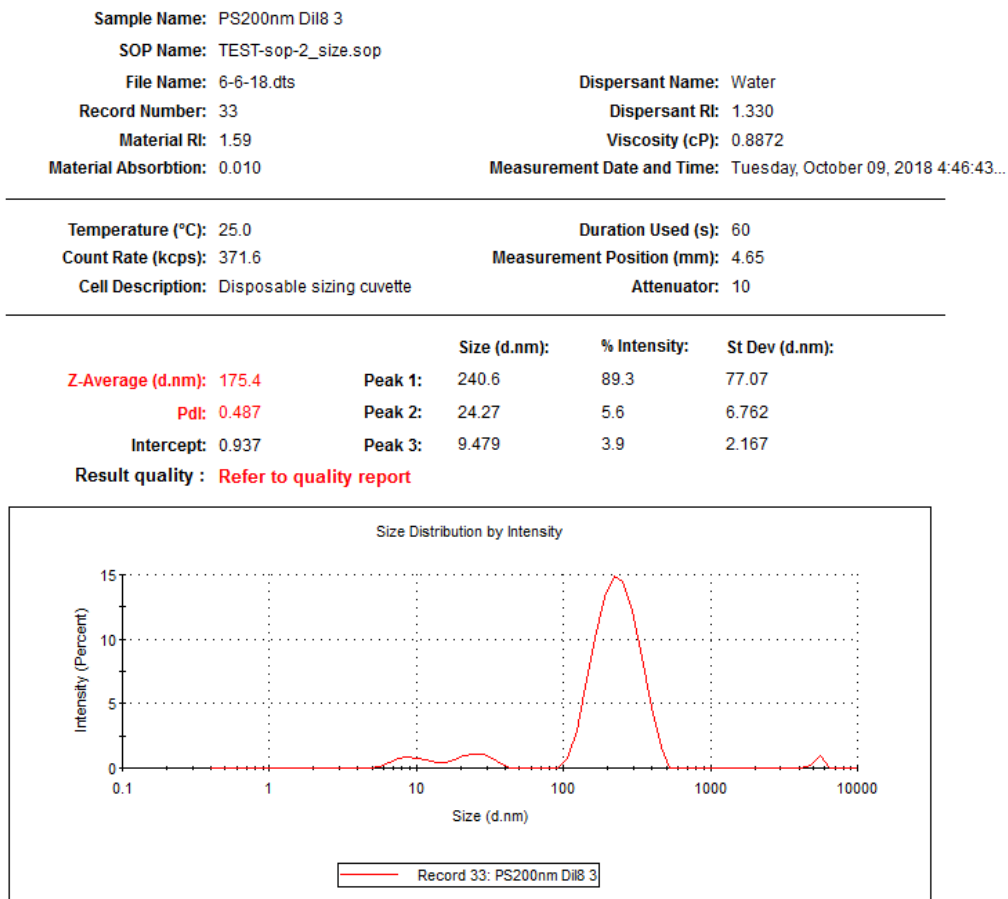 Sample Name: PS200nm Dil8 3
SOP Name: TEST-sop-2_size.sop
File Name: 6-6-18.dts Dispersant Name: Water
Record Number: 33 Dispersant RI: 1.330
Material RI: 1.59 Viscosity (cP): 0.8872
Material Absorbtion: 0.010 Measurement Date and Time: Tuesday, October 09, 2018 4:46:43...
Temperature (°C): 25.0 Duration Used (s): 60
Count Rate (kcps): 371.6 Measurement Position (mm): 4.65
Cell Description: Disposable sizing cuvette Attenuator: 10
Size (d.nm): % Intensity: St Dev (d.nm):
Z-Average (d.nm): 175.4 Peak 1: 240.6 89.3 77.07
PdI: 0.487 Peak 2: 24.27 5.6 6.762
Intercept: 0.937 Peak 3: 9.479 3.9 2.167
Result quality : Refer to quality report
Size Distribution by Intensity
Intensity (Percent)
15
10
5
0
0.1 1 10 100 1000 10000
Size (d.nm)
Record 33: PS200nm Dil8 3